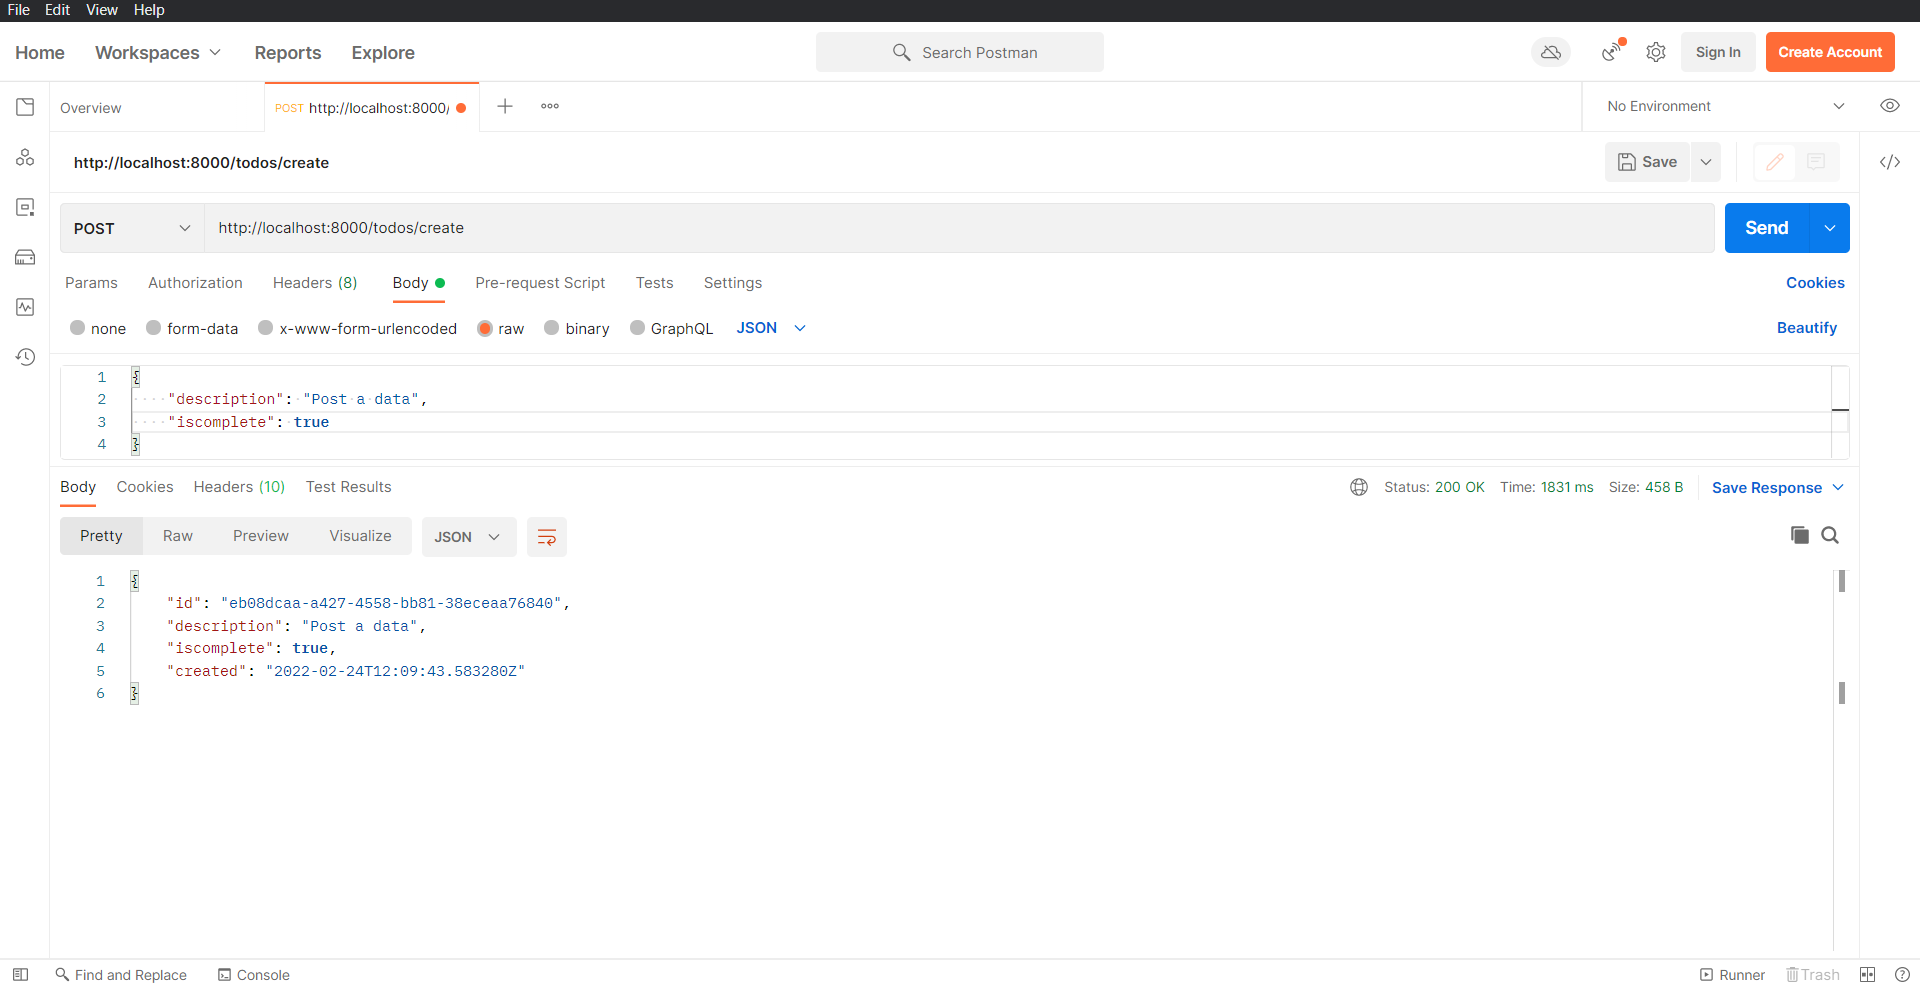 File Edit View Help
Home Workspaces Reports Explore Search Postman Sign In Create Account
Overview POST http://localhost:8000/ No Environment
http://localhost:8000/todos/create Save
POST http://localhost:8000/todos/create Send
Params Authorization Headers (8) Body Pre-request Script Tests Settings Cookies
none form-data x-www-form-urlencoded raw binary GraphQL JSON Beautify
1 {
2 "description": "Post a data",
3 "iscomplete": true
4 }
Body Cookies Headers (10) Test Results Status: 200 OK Time: 1831 ms Size: 458 B Save Response
Pretty Raw Preview Visualize JSON
1 {
2 "id": "eb08dcaa-a427-4558-bb81-38eceaa76840",
3 "description": "Post a data",
4 "iscomplete": true,
5 "created": "2022-02-24T12:09:43.583280Z"
6 }
Find and Replace Console Runner Trash